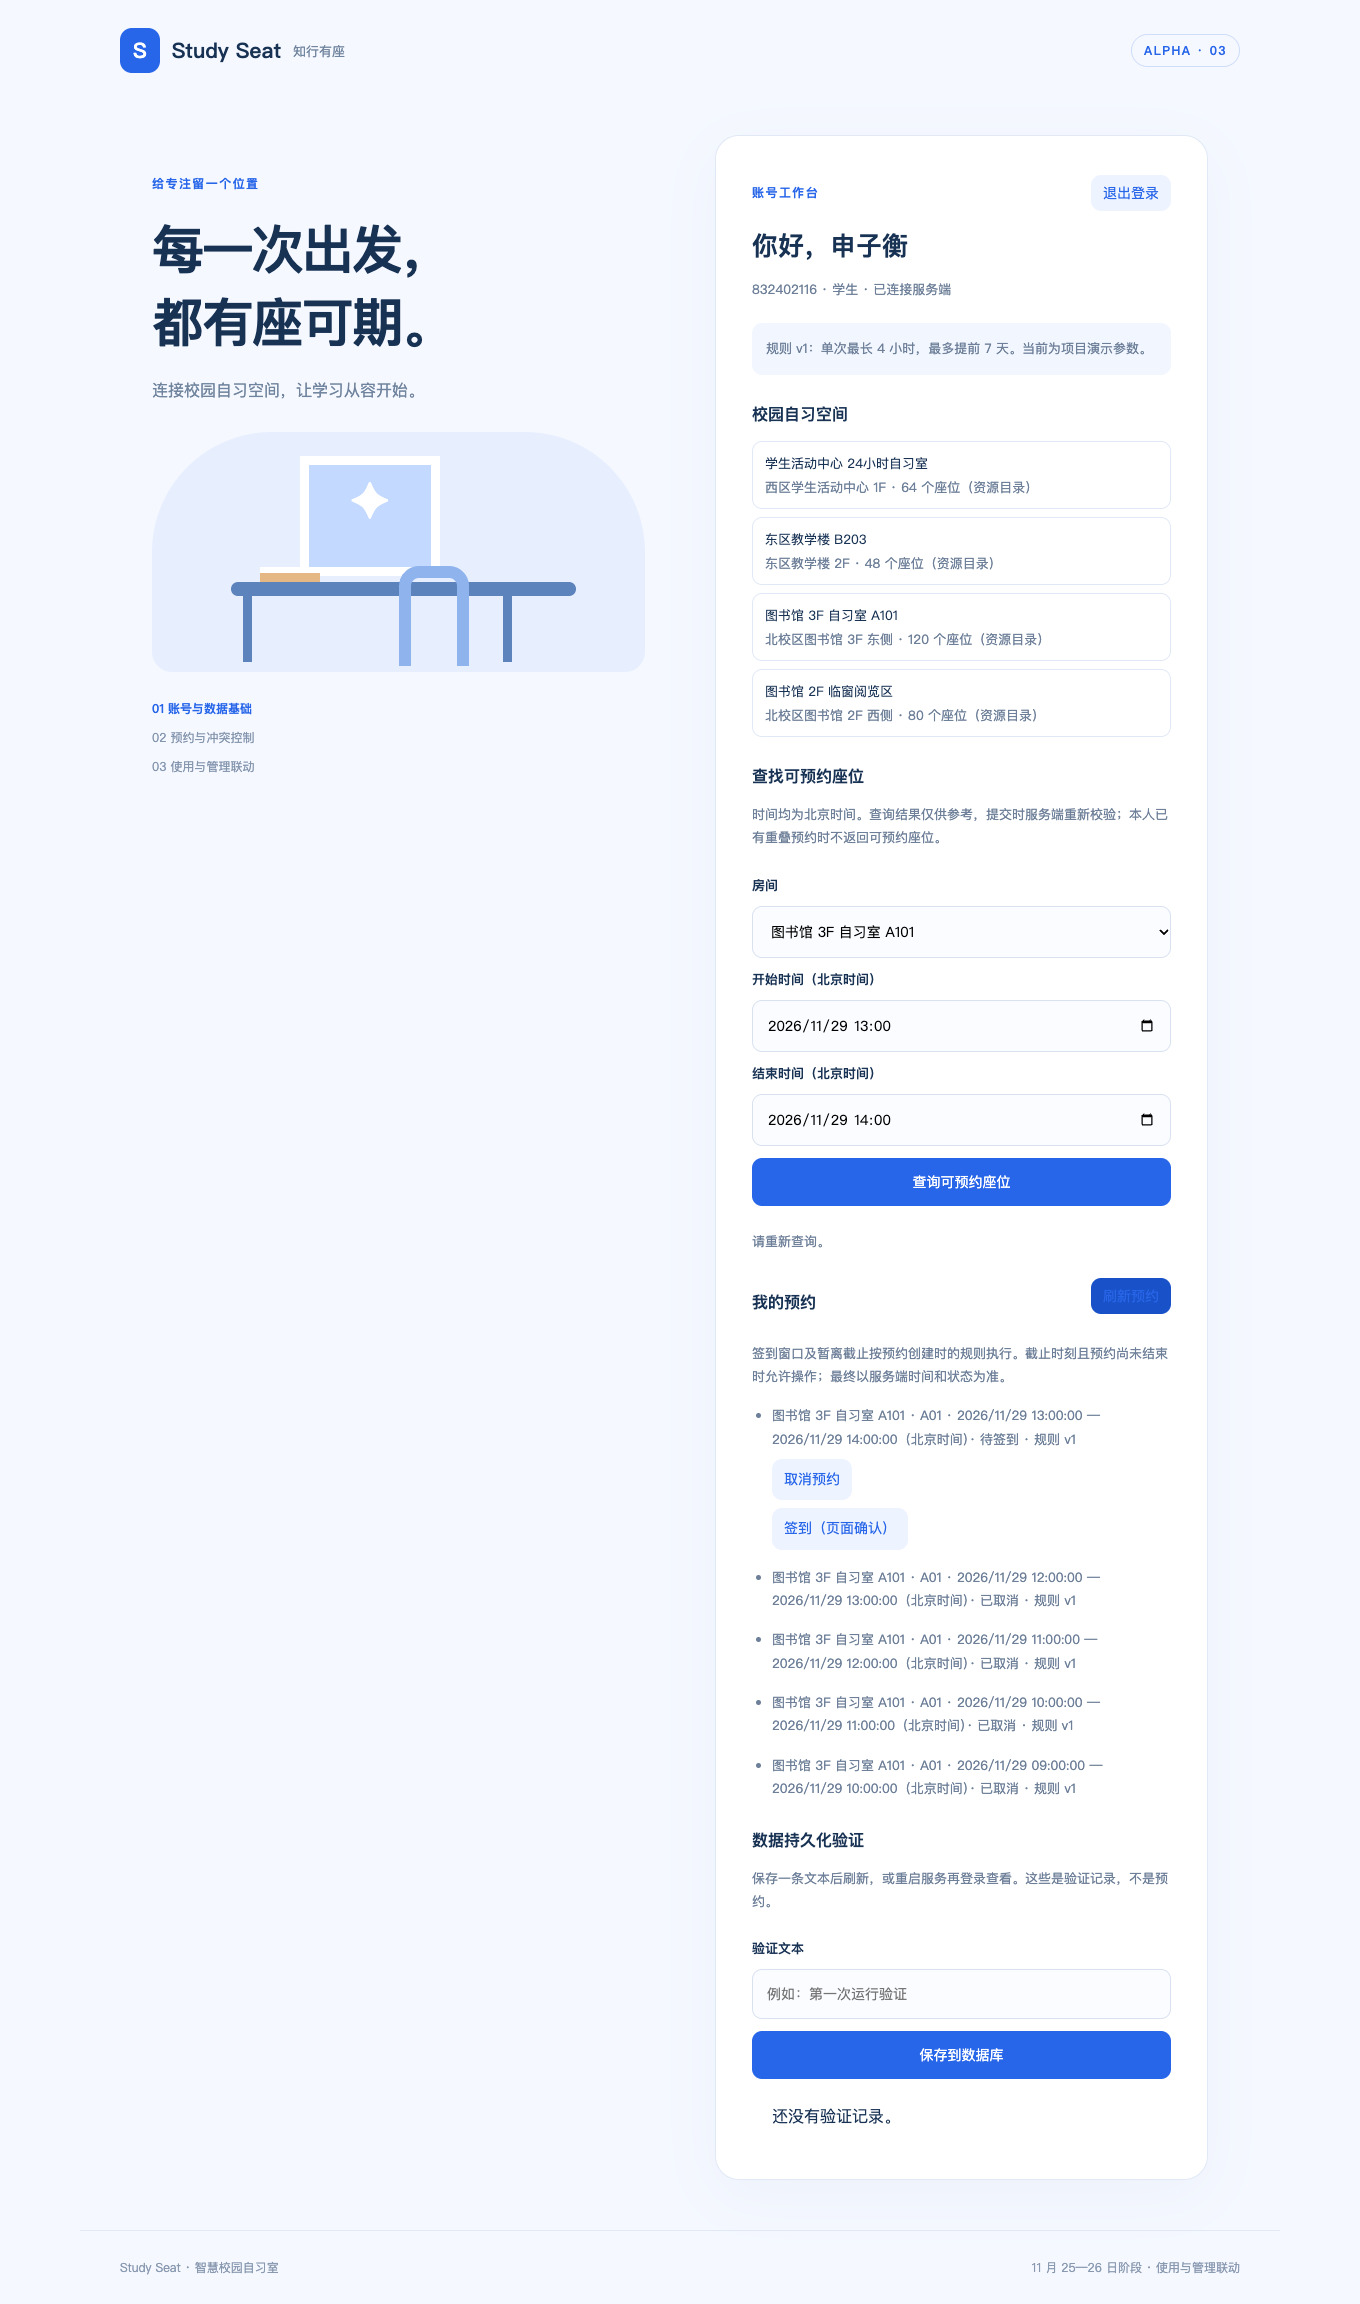 S Study Seat 知行有座
ALPHA · 03
给专注留一个位置
每一次出发，
都有座可期。
连接校园自习空间，让学习从容开始。
01 账号与数据基础
02 预约与冲突控制
03 使用与管理联动
账号工作台
退出登录
你好，申子衡
832402116 · 学生 · 已连接服务端
规则 v1：单次最长 4 小时，最多提前 7 天。当前为项目演示参数。
校园自习空间
学生活动中心 24小时自习室
西区学生活动中心 1F · 64 个座位（资源目录）
东区教学楼 B203
东区教学楼 2F · 48 个座位（资源目录）
图书馆 3F 自习室 A101
北校区图书馆 3F 东侧 · 120 个座位（资源目录）
图书馆 2F 临窗阅览区
北校区图书馆 2F 西侧 · 80 个座位（资源目录）
查找可预约座位
时间均为北京时间。查询结果仅供参考，提交时服务端重新校验；本人已
有重叠预约时不返回可预约座位。
房间
图书馆 3F 自习室 A101
开始时间（北京时间）
2026/11/29 13:00
结束时间（北京时间）
2026/11/29 14:00
查询可预约座位
请重新查询。
我的预约
刷新预约
签到窗口及暂离截止按预约创建时的规则执行。截止时刻且预约尚未结束
时允许操作；最终以服务端时间和状态为准。
• 图书馆 3F 自习室 A101 · A01 · 2026/11/29 13:00:00 —
2026/11/29 14:00:00（北京时间）· 待签到 · 规则 v1
取消预约
签到（页面确认）
• 图书馆 3F 自习室 A101 · A01 · 2026/11/29 12:00:00 —
2026/11/29 13:00:00（北京时间）· 已取消 · 规则 v1
• 图书馆 3F 自习室 A101 · A01 · 2026/11/29 11:00:00 —
2026/11/29 12:00:00（北京时间）· 已取消 · 规则 v1
• 图书馆 3F 自习室 A101 · A01 · 2026/11/29 10:00:00 —
2026/11/29 11:00:00（北京时间）· 已取消 · 规则 v1
• 图书馆 3F 自习室 A101 · A01 · 2026/11/29 09:00:00 —
2026/11/29 10:00:00（北京时间）· 已取消 · 规则 v1
数据持久化验证
保存一条文本后刷新，或重启服务再登录查看。这些是验证记录，不是预
约。
验证文本
例如：第一次运行验证
保存到数据库
还没有验证记录。
Study Seat · 智慧校园自习室
11 月 25—26 日阶段 · 使用与管理联动